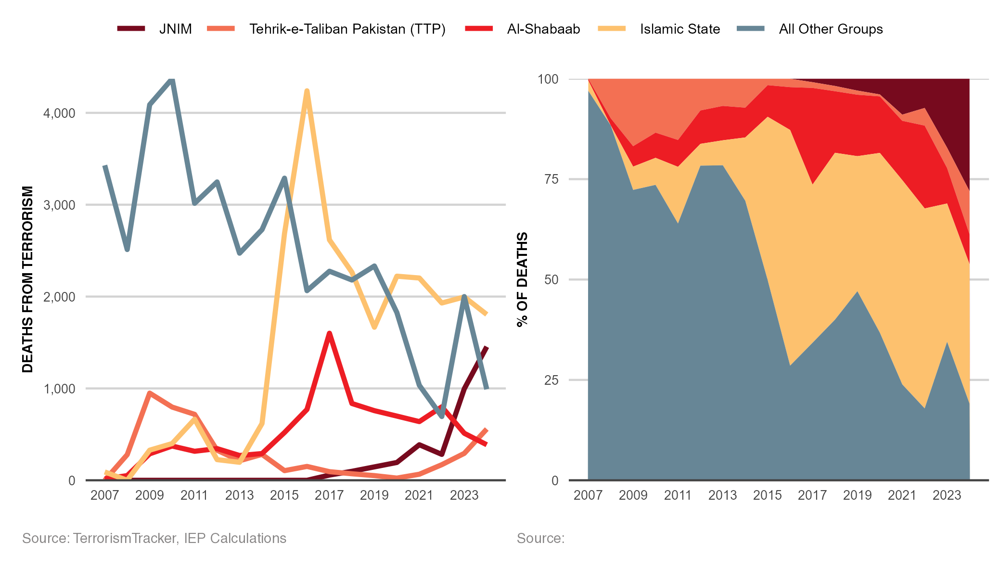 JNIM Tehrik-e-Taliban Pakistan (TTP) Al-Shabaab Islamic State All Other Groups
DEATHS FROM TERRORISM
4,000
3,000
2,000
1,000
0
2007 2009 2011 2013 2015 2017 2019 2021 2023
Source: TerrorismTracker, IEP Calculations
% OF DEATHS
100
75
50
25
0
2007 2009 2011 2013 2015 2017 2019 2021 2023
Source: